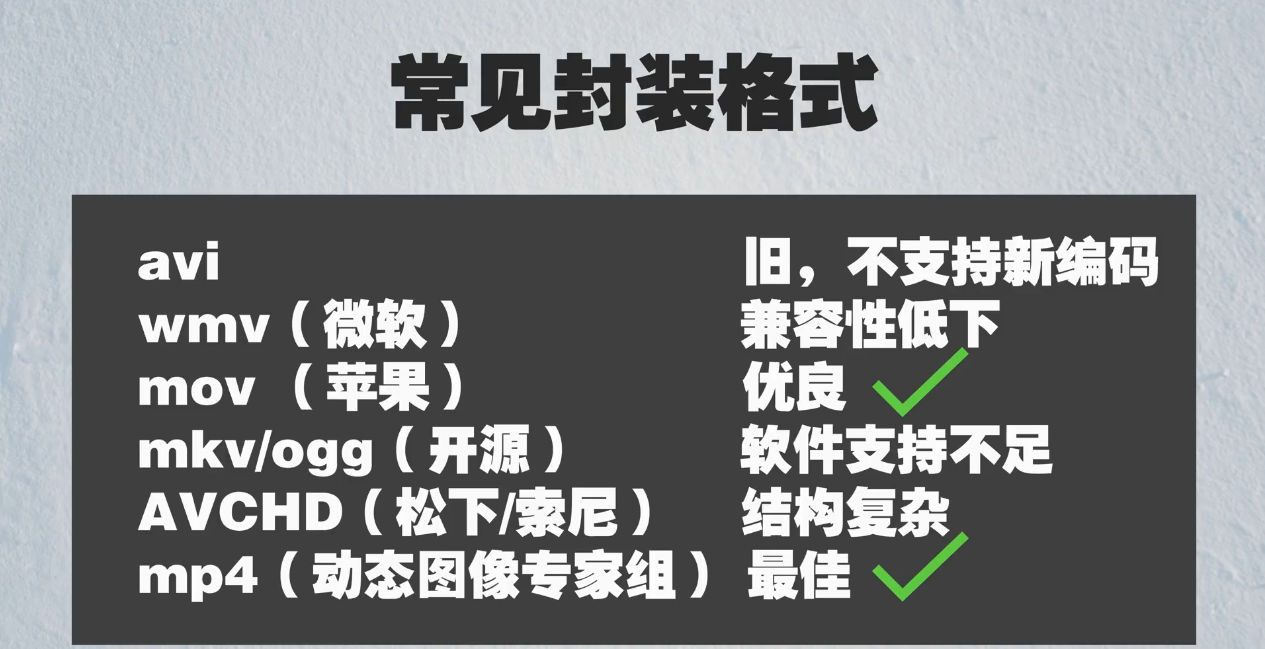 常见封装格式
avi 旧，不支持新编码
wmv（微软） 兼容性低下
mov （苹果） 优良
mkv/ogg（开源） 软件支持不足
AVCHD（松下/索尼） 结构复杂
mp4（动态图像专家组） 最佳